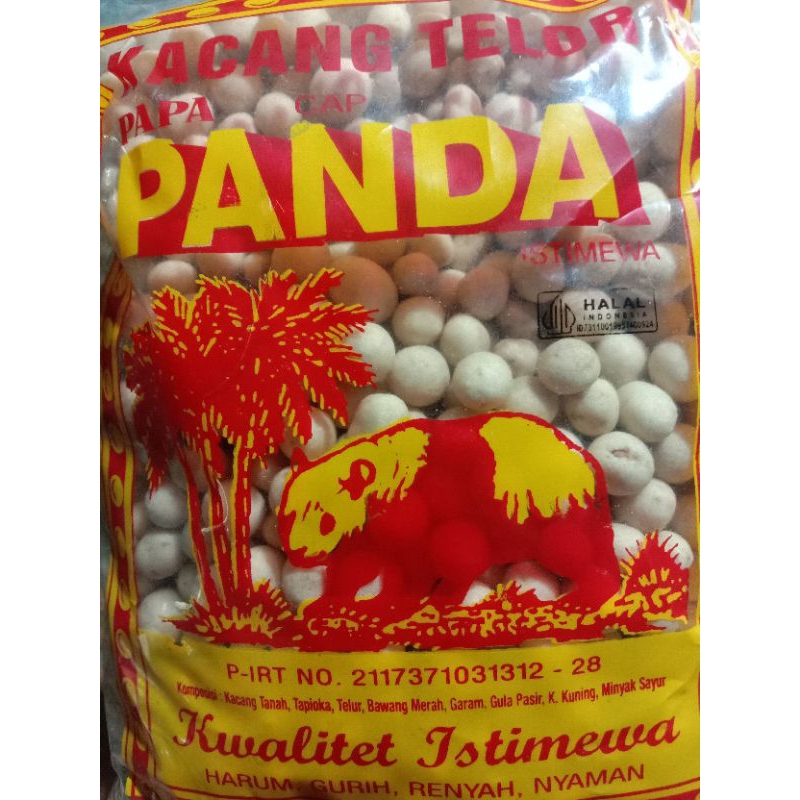 KACANG TELOR
PAPA CAP
PANDA
ISTIMEWA
HALAL
INDONESIA
P-IRT NO. 2117371031312 - 28
Komposisi : Kacang Tanah, Tapioka, Telur, Bawang Merah, Garam, Gula Pasir, K. Kuning, Minyak Sayur
Kwalitet Istimewa
HARUM, GURIH, RENYAH, NYAMAN